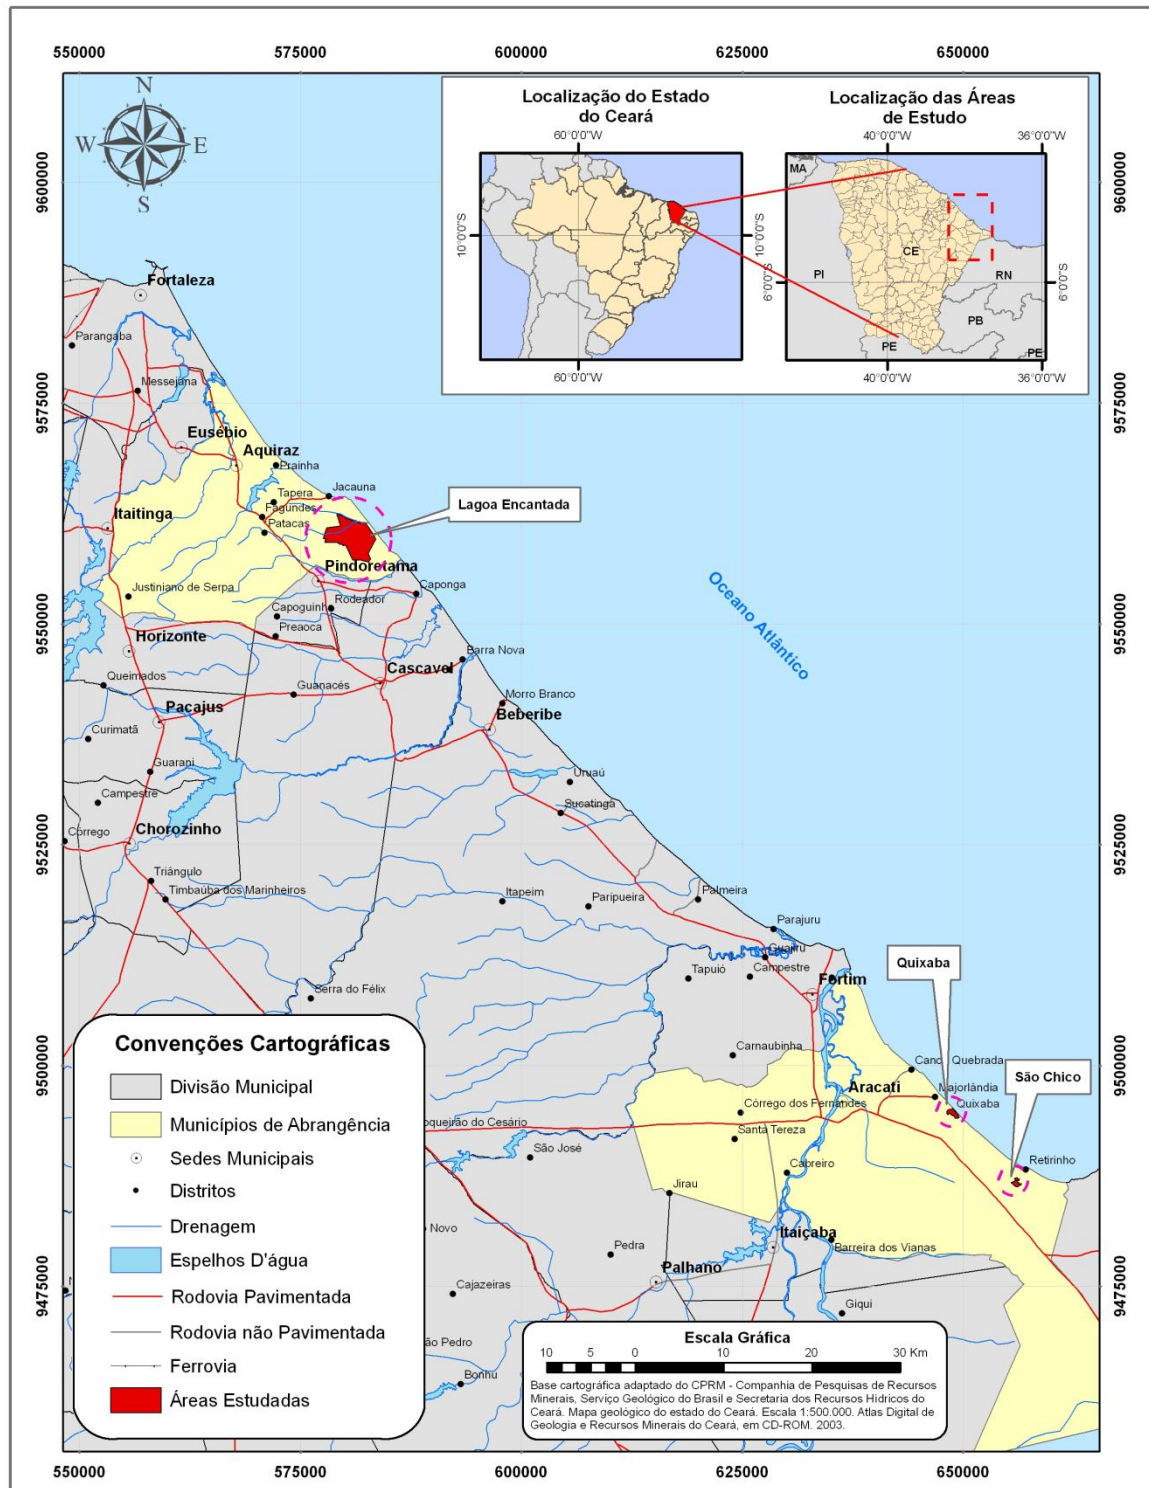 550000
575000
600000
625000
650000
N
W
E
S
Localização do Estado
do Ceará
60°0'0"W
10°0'0"S
10°0'0"S
60°0'0"W
Localização das Áreas
de Estudo
40°0'0"W
36°0'0"W
MA
CE
PI
RN
PB
PE
PE
6°0'0"S
6°0'0"S
40°0'0"W
36°0'0"W
9600000
9600000
Fortaleza
Parangaba
Messejana
9575000
9575000
Eusébio
Aquiraz
Prainha
Jacauna
Tapera
Fagundes
Patacas
Lagoa Encantada
Itaitinga
Pindoretama
Justiniano de Serpa
Caponga
Rodeador
Capoguinha
Preaoca
Oceano Atlântico
9550000
9550000
Horizonte
Barra Nova
Cascavel
Queimados
Guanacés
Morro Branco
Pacajus
Beberibe
Curimatã
Guarani
Uruaú
Campestre
Sucatinga
9525000
9525000
Córrego
Chorozinho
Triângulo
Timbauba dos Marinheiros
Itapeim
Paripueira
Palmeira
Parajuru
Guajiru
Tapuió
Campestre
Fortim
Quixaba
Serra do Félix
9500000
9500000
Carnaubinha
Canc. Quebrada
São Chico
Aracati
Majorlândia
Quixaba
Córrego dos Fernandes
oqueirão do Cesário
Santa Tereza
São José
Cabreiro
Retirinho
Jirau
Novo
Itaiçaba
Pedra
Barreira dos Vianas
Palhano
9475000
9475000
Cajazeiras
Giqui
ão Pedro
Bonhu
Convenções Cartográficas
Divisão Municipal
Municípios de Abrangência
Sedes Municipais
Distritos
Drenagem
Espelhos D'água
Rodovia Pavimentada
Rodovia não Pavimentada
Ferrovia
Áreas Estudadas
Escala Gráfica
10 5 0 10 20 30 Km
Base cartográfica adaptado do CPRM - Companhia de Pesquisas de Recursos
Minerais, Serviço Geológico do Brasil e Secretaria dos Recursos Hidricos do
Ceará. Mapa geológico do estado do Ceará. Escala 1:500.000. Atlas Digital de
Geologia e Recursos Minerais do Ceará, em CD-ROM. 2003.
550000
575000
600000
625000
650000